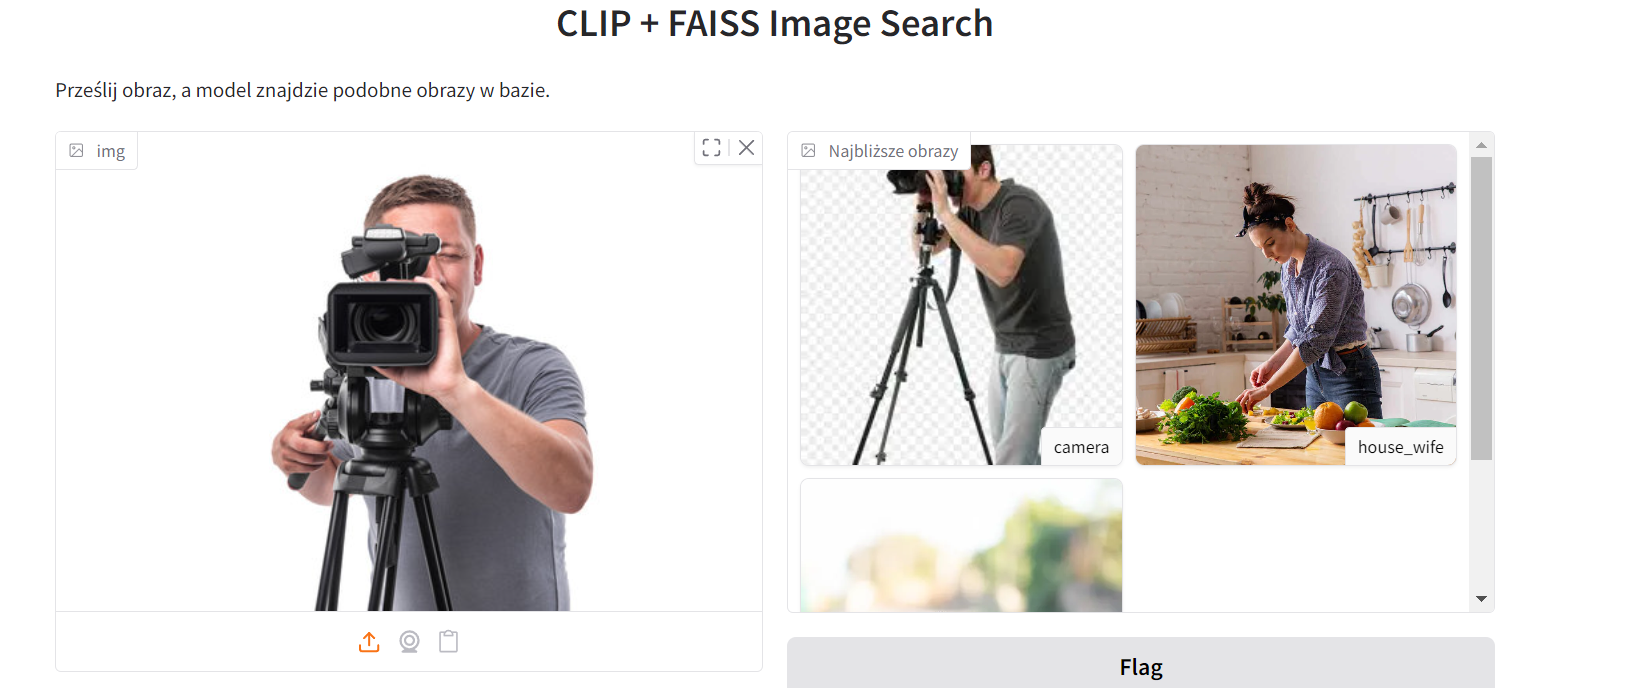 CLIP + FAISS Image Search
Prześlij obraz, a model znajdzie podobne obrazy w bazie.
img
Najbliższe obrazy
camera
house_wife
Flag